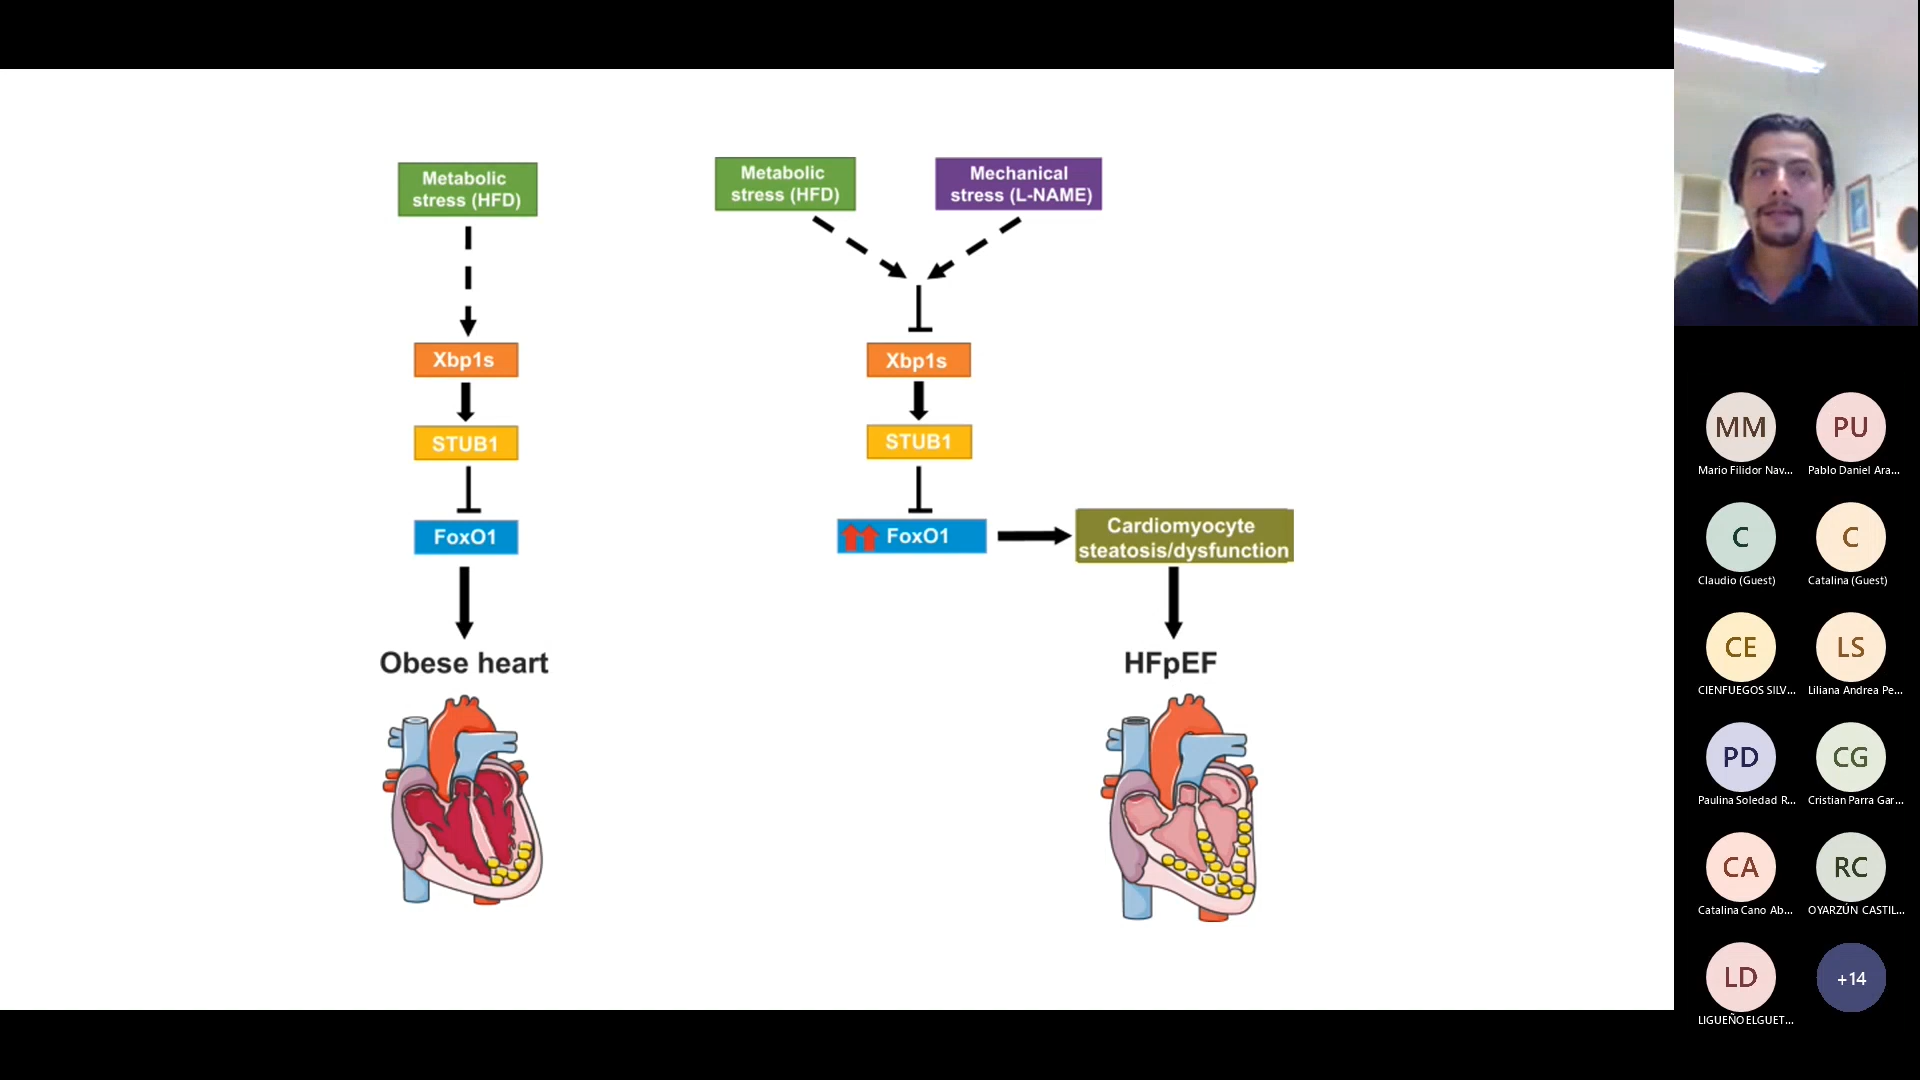 Metabolic
stress (HFD)
Xbp1s
STUB1
FoxO1
Obese heart
Metabolic
stress (HFD)
Mechanical
stress (L-NAME)
Xbp1s
STUB1
FoxO1
Cardiomyocyte
steatosis/dysfunction
HFpEF
MM
Mario Filidor Nav...
PU
Pablo Daniel Ara...
C
Claudio (Guest)
C
Catalina (Guest)
CE
CIENFUEGOS SILV...
LS
Liliana Andrea Pe...
PD
Paulina Soledad R...
CG
Cristian Parra Gar...
CA
Catalina Cano Ab...
RC
OYARZÚN CASTIL...
LD
LIGUEÑO ELGUET...
+14